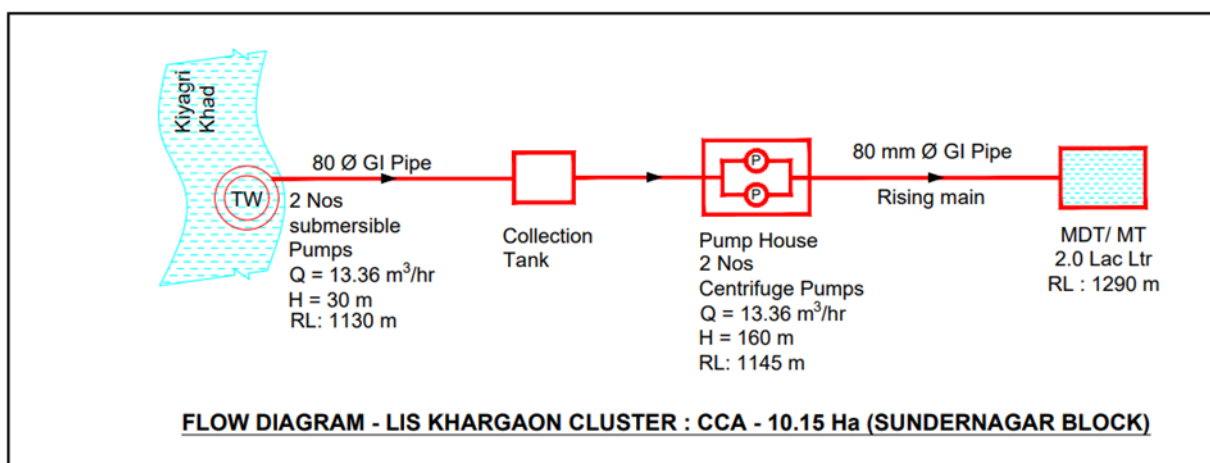 Kiyagri
Khad
TW
80 Ø GI Pipe
2 Nos
submersible
Pumps
Q = 13.36 m³/hr
H = 30 m
RL: 1130 m
Collection
Tank
P
P
Pump House
2 Nos
Centrifuge Pumps
Q = 13.36 m³/hr
H = 160 m
RL: 1145 m
80 mm Ø GI Pipe
Rising main
MDT/ MT
2.0 Lac Ltr
RL : 1290 m
FLOW DIAGRAM - LIS KHARGAON CLUSTER : CCA - 10.15 Ha (SUNDERNAGAR BLOCK)